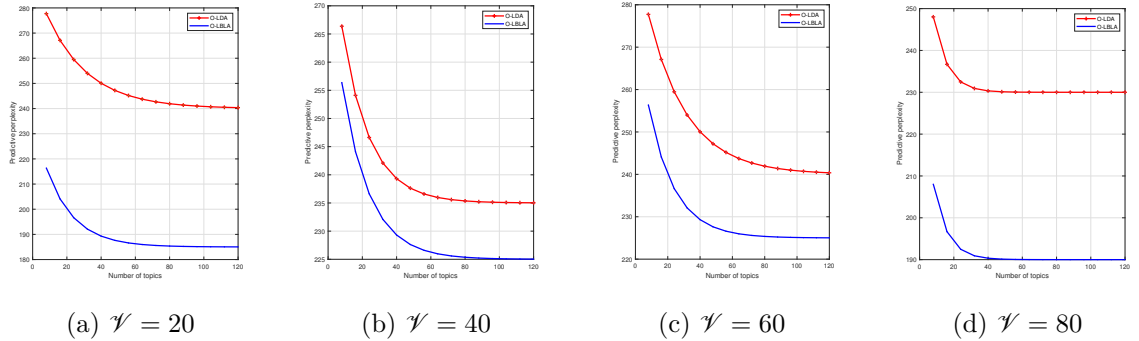 280
270
260
250
240
230
220
210
200
190
180
0 20 40 60 80 100 120
Predictive perplexity
Number of topics
O-LDA
O-LBLA
(a) 𝒱 = 20
270
265
260
255
250
245
240
235
230
225
0 20 40 60 80 100 120
Predictive perplexity
Number of topics
O-LDA
O-LBLA
(b) 𝒱 = 40
280
270
260
250
240
230
220
0 20 40 60 80 100 120
Predictive perplexity
Number of topics
O-LDA
O-LBLA
(c) 𝒱 = 60
250
240
230
220
210
200
190
0 20 40 60 80 100 120
Predictive perplexity
Number of topics
O-LDA
O-LBLA
(d) 𝒱 = 80